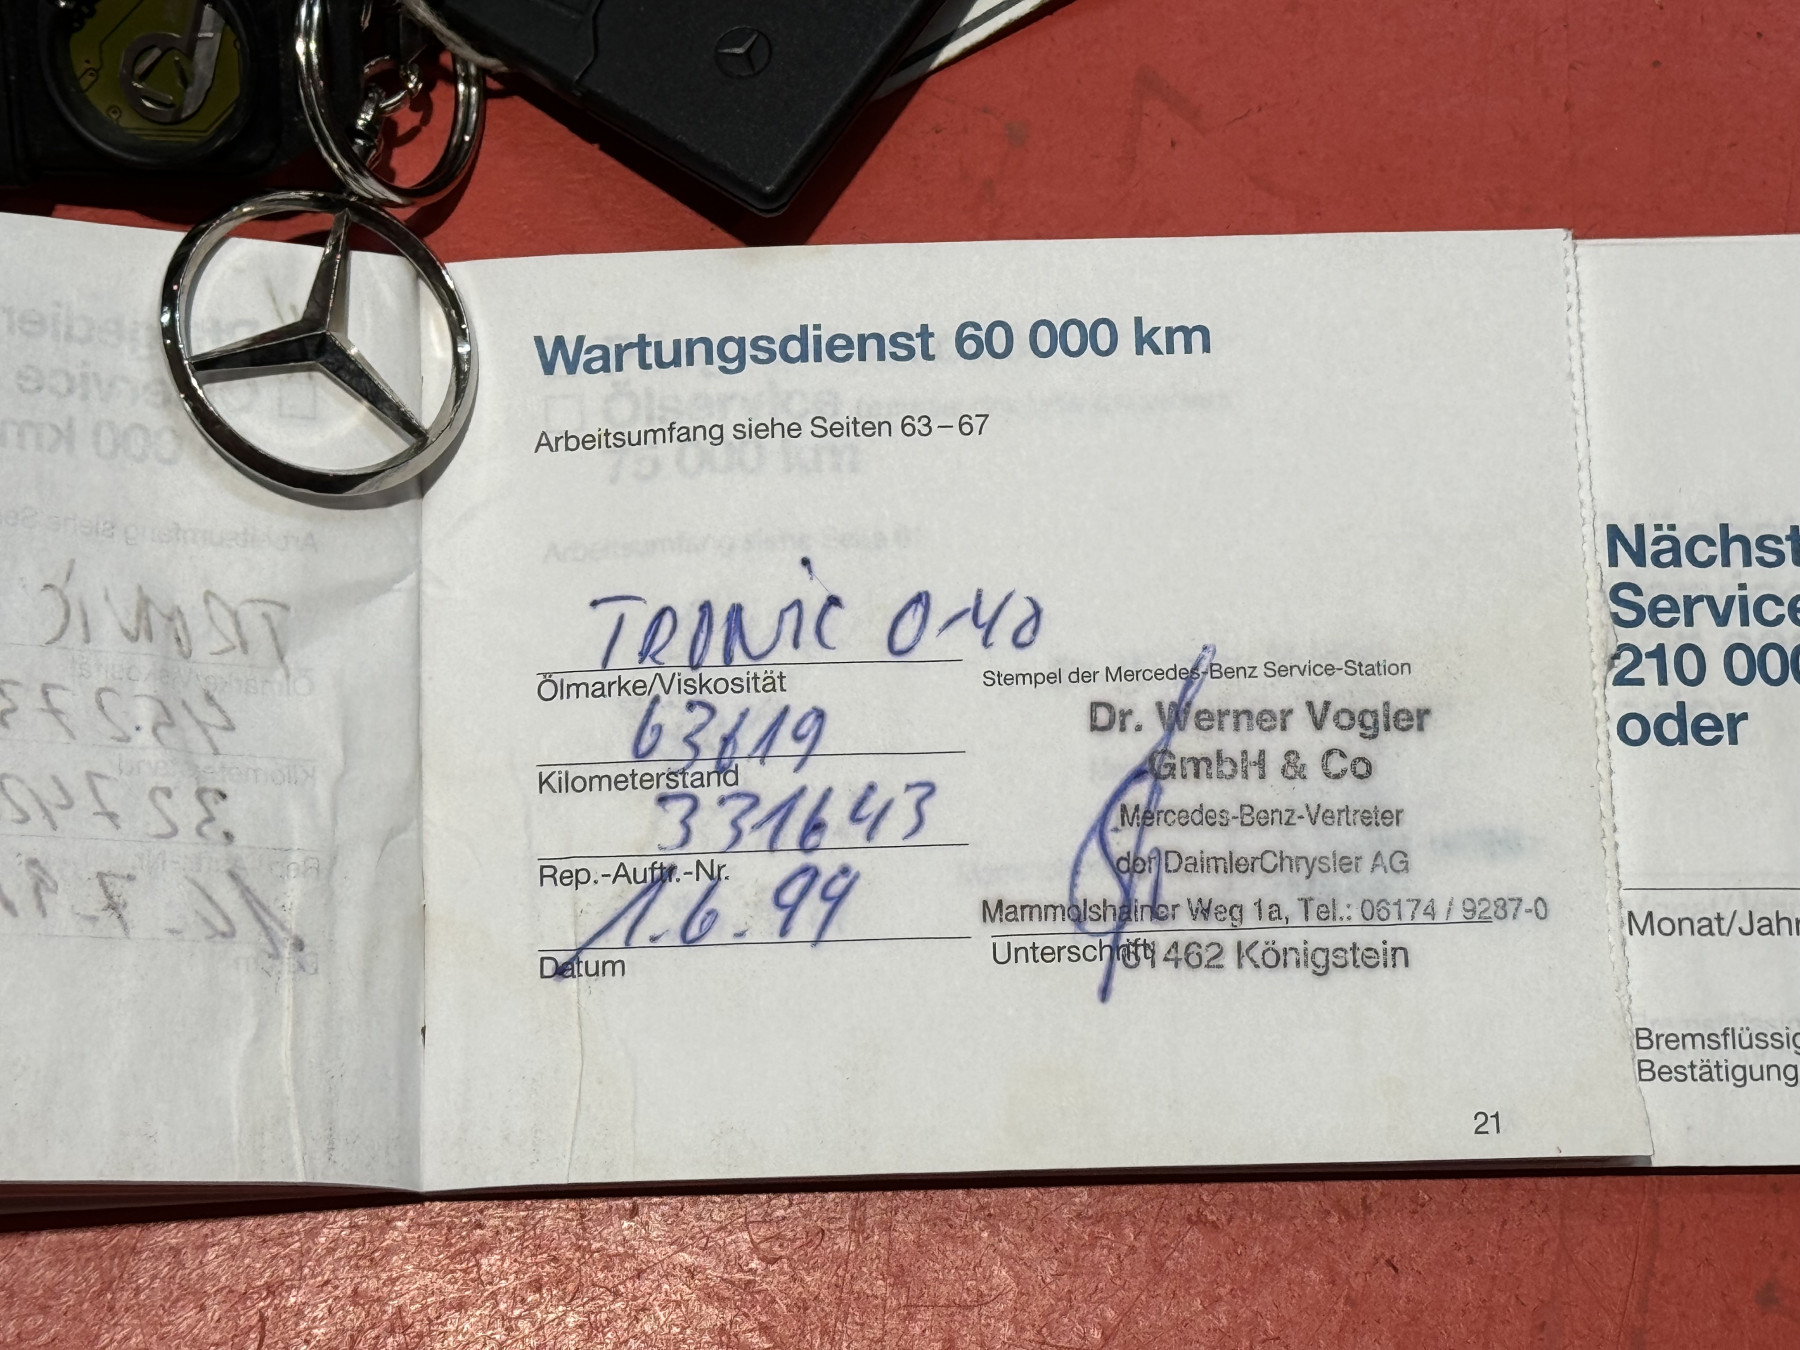 Wartungsdienst 60 000 km
Arbeitsumfang siehe Seiten 63–67
TRONIC 0-40
Ölmarke/Viskosität
Kilometerstand
331643
Rep.-Auftr.-Nr.
1.6.99
Datum
Stempel der Mercedes-Benz Service-Station
Dr. Werner Vogler
GmbH & Co
Mercedes-Benz-Vertreter
der DaimlerChrysler AG
Mammolshainer Weg 1a, Tel.: 06174 / 9287-0
Unterschrift
61462 Königstein
21
Nächst
Service
210 000
oder
Monat/Jahr
Bremsflüssig
Bestätigung